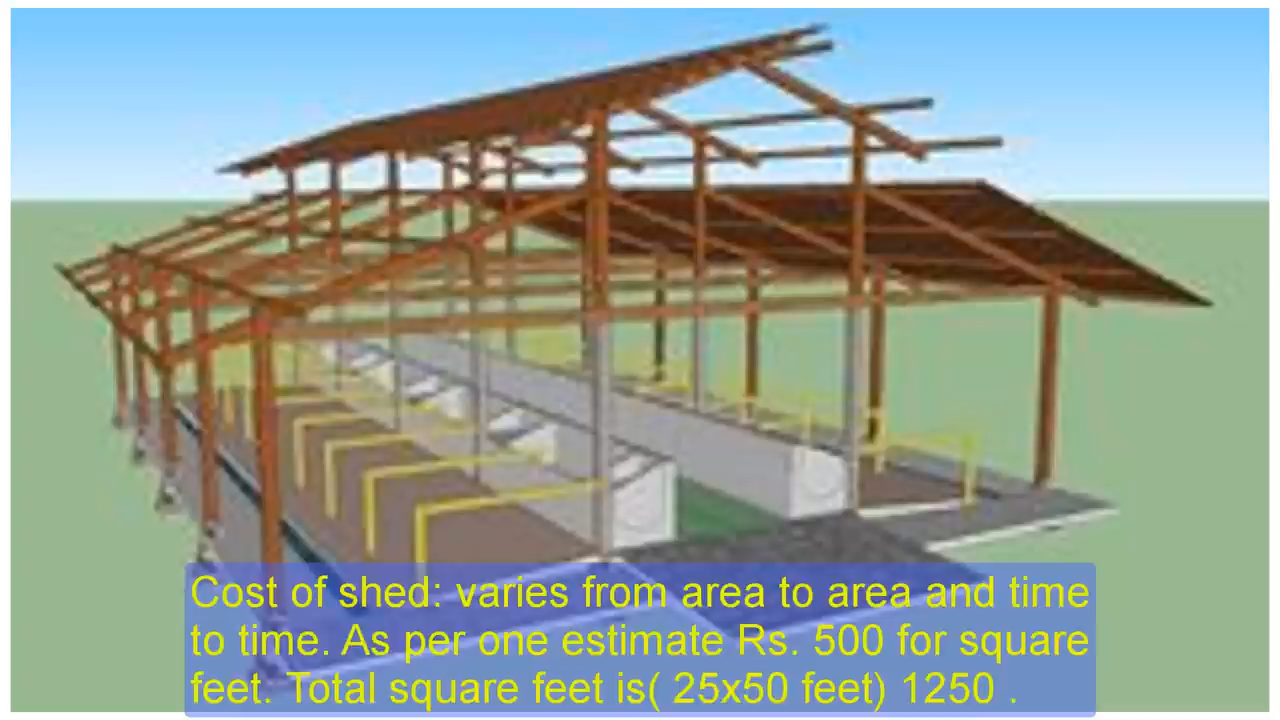 Cost of shed: varies from area to area and time
to time. As per one estimate Rs. 500 for square
feet. Total square feet is( 25x50 feet) 1250 .